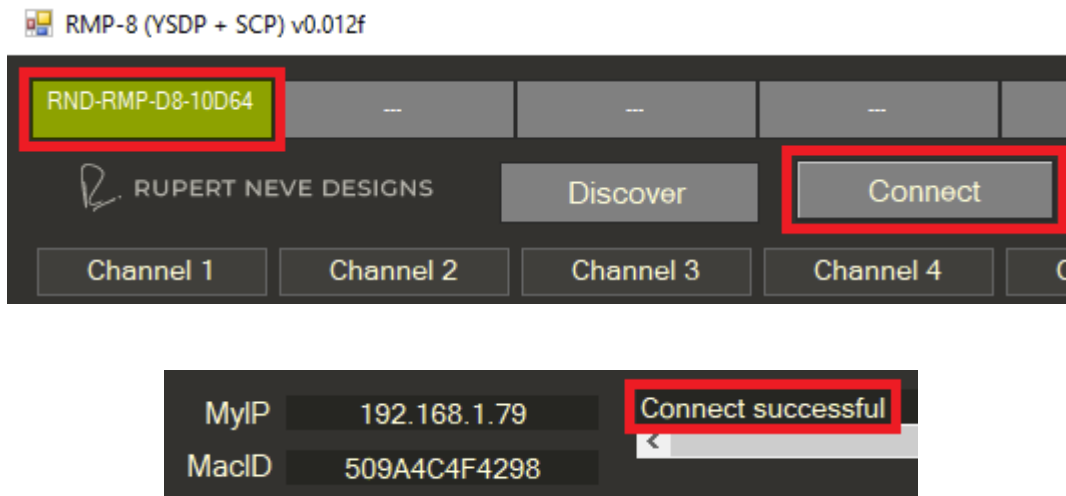 RMP-8 (YSDP + SCP) v0.012f
RND-RMP-D8-10D64 --- --- ---
R. RUPERT NEVE DESIGNS Discover Connect
Channel 1 Channel 2 Channel 3 Channel 4
MyIP 192.168.1.79 Connect successful
<
MacID 509A4C4F4298